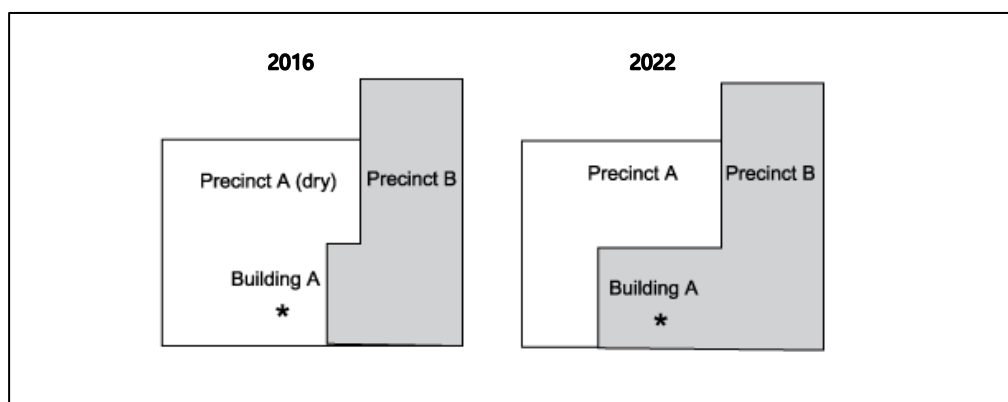 2016
Precinct A (dry)
Precinct B
Building A
*
2022
Precinct A
Precinct B
Building A
*